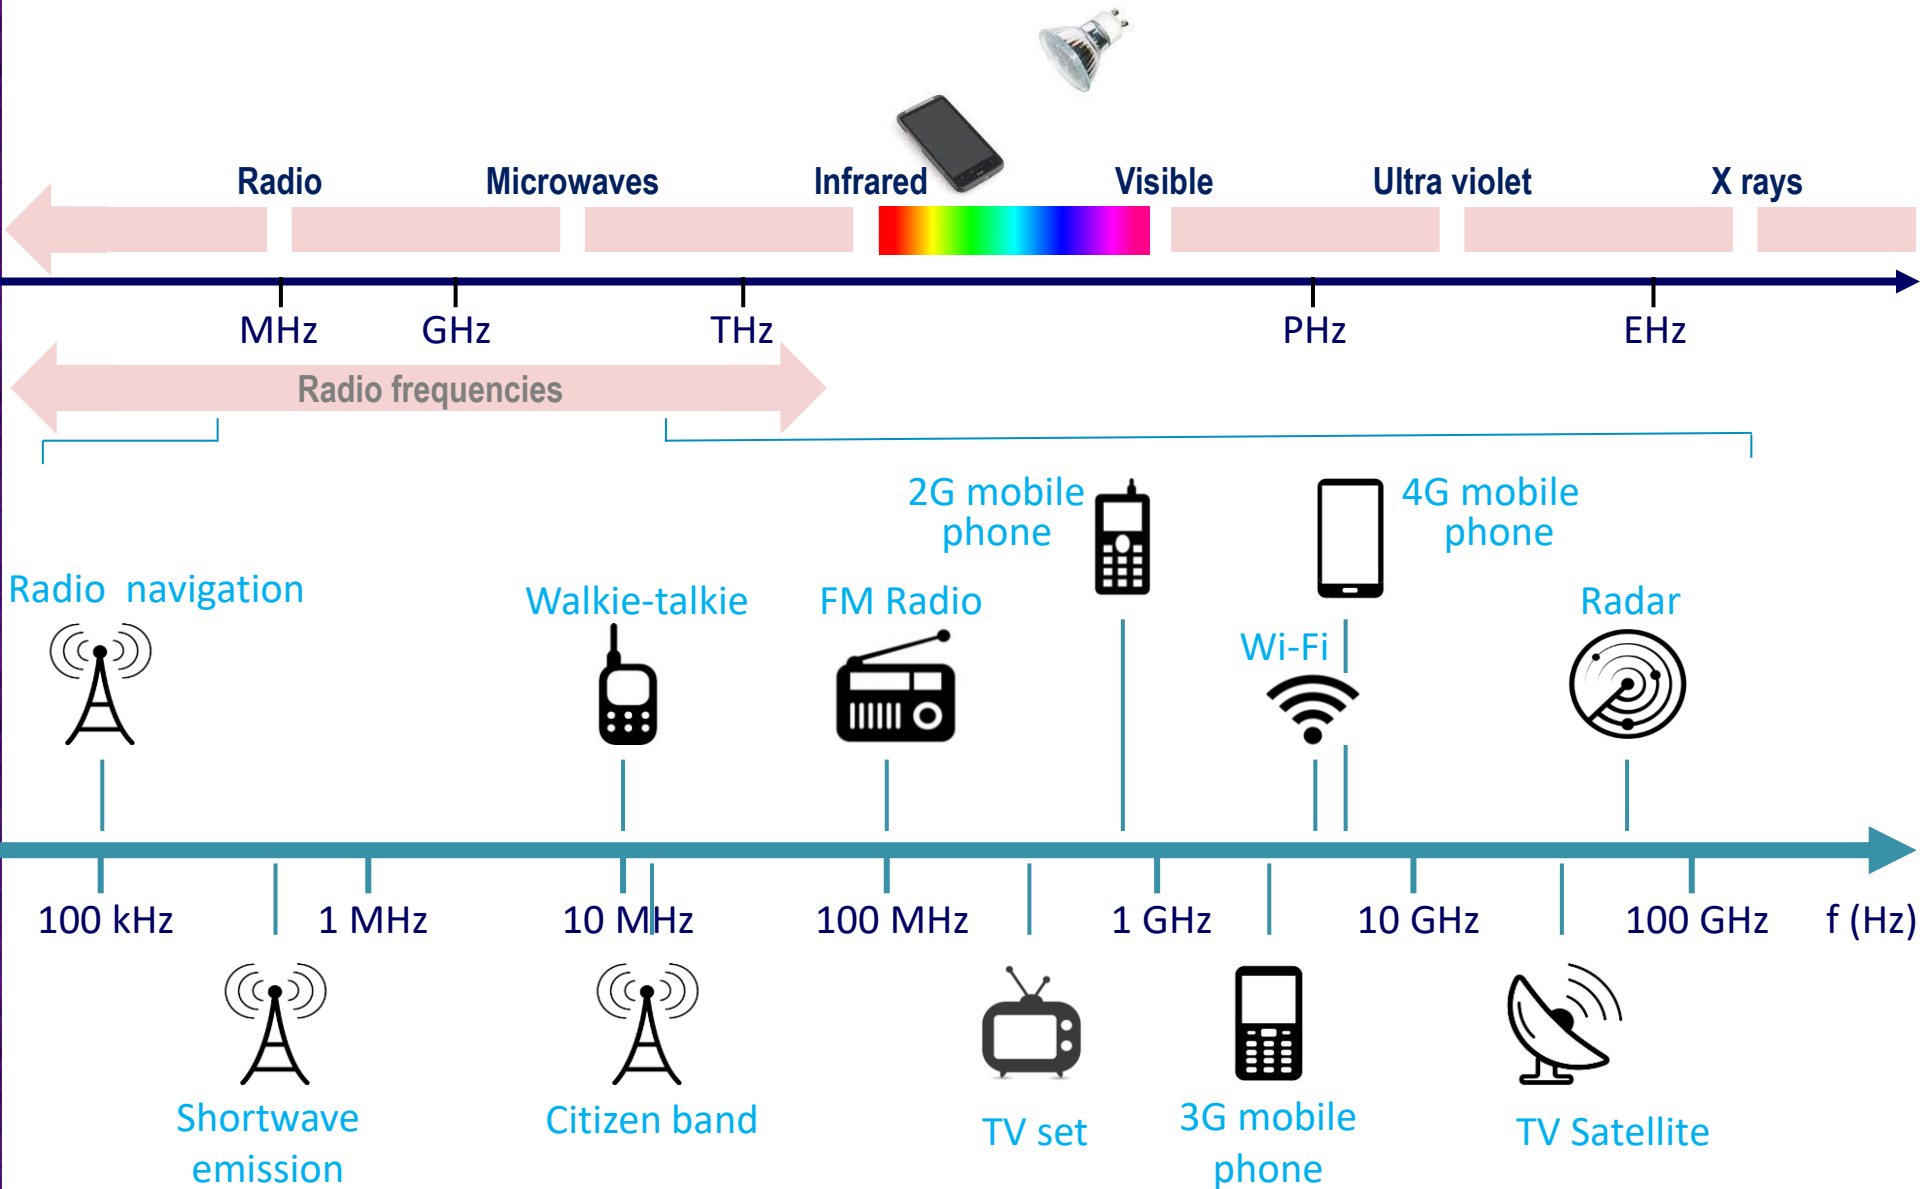 Radio
Microwaves
Infrared
Visible
Ultra violet
X rays
MHz
GHz
THz
PHz
EHz
Radio frequencies
2G mobile
phone
4G mobile
phone
Radio  navigation
Walkie-talkie
FM Radio
Wi-Fi
Radar
100 kHz
1 MHz
10 MHz
100 MHz
1 GHz
10 GHz
100 GHz
f (Hz)
Shortwave
emission
Citizen band
TV set
3G mobile
phone
TV Satellite